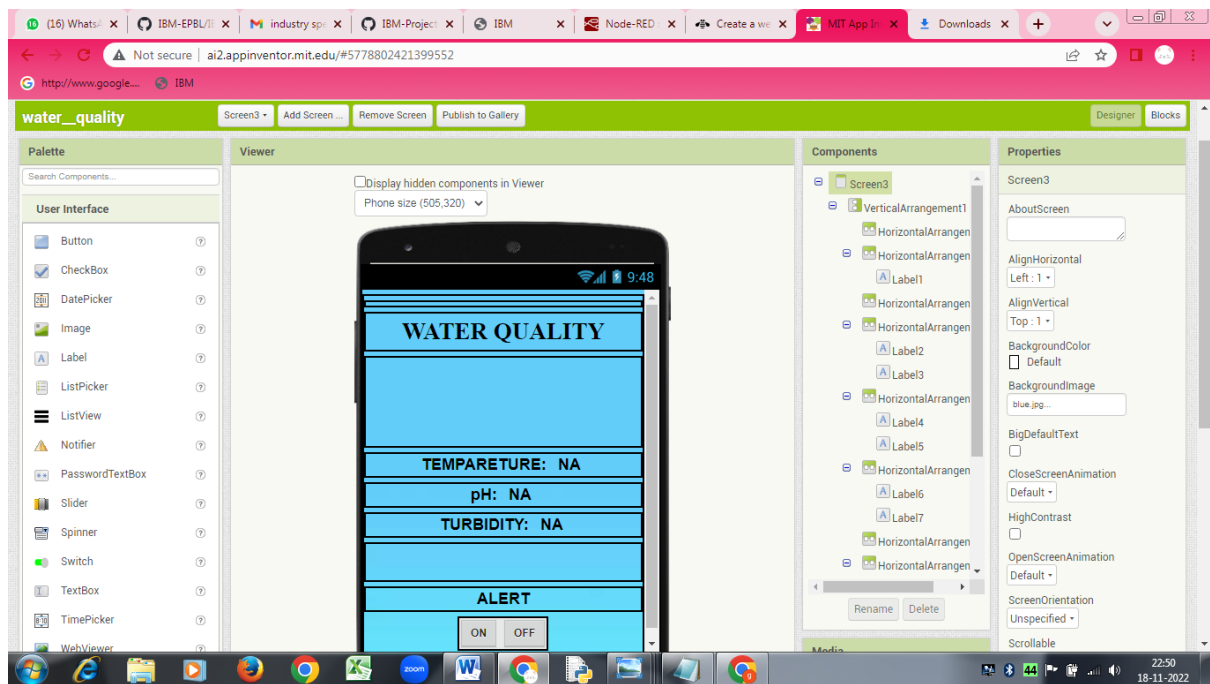 (16) WhatsA
IBM-EPBL/IE
industry spe
IBM-Project
IBM
Node-RED
Create a we
MIT App In
Downloads
Not secure | ai2.appinventor.mit.edu/#5778802421399552
http://www.google....
IBM
water__quality
Screen3
Add Screen ...
Remove Screen
Publish to Gallery
Designer
Blocks
Palette
Search Components...
User Interface
Button
CheckBox
DatePicker
Image
Label
ListPicker
ListView
Notifier
PasswordTextBox
Slider
Spinner
Switch
TextBox
TimePicker
WebViewer
Viewer
Display hidden components in Viewer
Phone size (505,320)
9:48
WATER QUALITY
TEMPARETURE: NA
pH: NA
TURBIDITY: NA
ALERT
ON OFF
Components
Screen3
VerticalArrangement1
HorizontalArrangen
HorizontalArrangen
Label1
HorizontalArrangen
HorizontalArrangen
Label2
Label3
HorizontalArrangen
Label4
Label5
HorizontalArrangen
Label6
Label7
HorizontalArrangen
HorizontalArrangen
Rename Delete
Media
Properties
Screen3
AboutScreen
AlignHorizontal
Left : 1
AlignVertical
Top : 1
BackgroundColor
Default
BackgroundImage
blue.jpg...
BigDefaultText
CloseScreenAnimation
Default
HighContrast
OpenScreenAnimation
Default
ScreenOrientation
Unspecified
Scrollable
zoom
44
22:50
18-11-2022